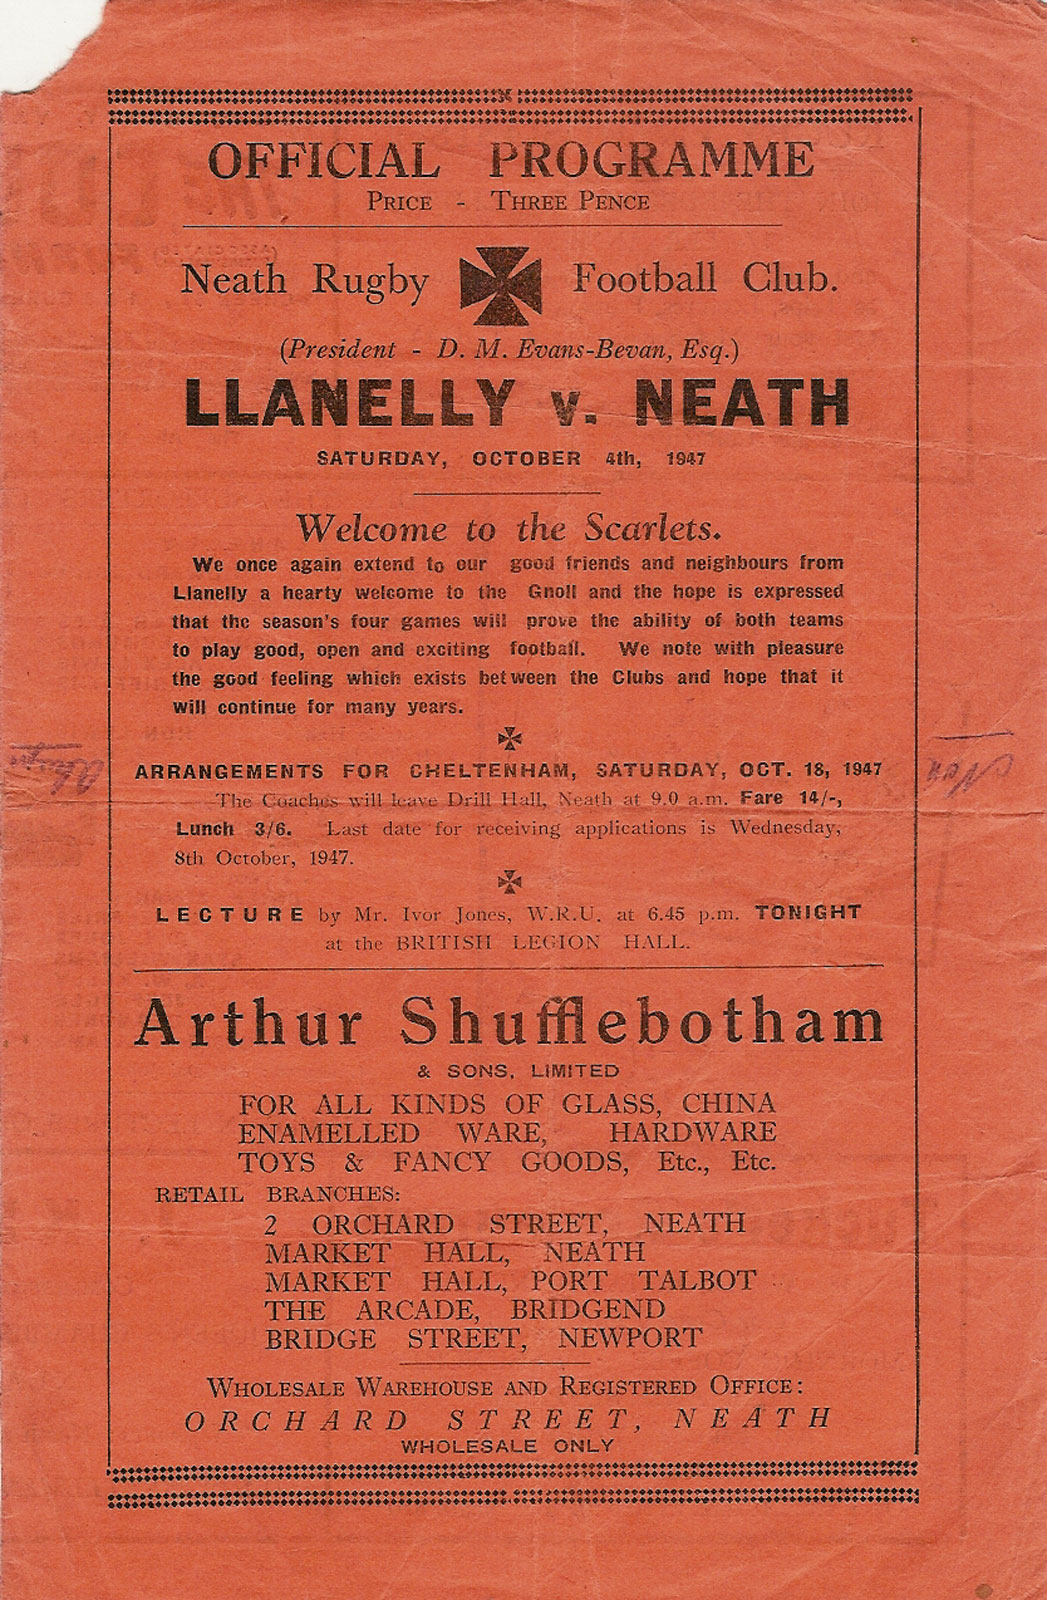 OFFICIAL PROGRAMME
PRICE - THREE PENCE
Neath Rugby Football Club.
(President - D. M. Evans-Bevan, Esq.)
LLANELLY v. NEATH
SATURDAY, OCTOBER 4th, 1947
Welcome to the Scarlets.
We once again extend to our good friends and neighbours from
Llanelly a hearty welcome to the Gnoll and the hope is expressed
that the season's four games will prove the ability of both teams
to play good, open and exciting football. We note with pleasure
the good feeling which exists between the Clubs and hope that it
will continue for many years.
ARRANGEMENTS FOR CHELTENHAM, SATURDAY, OCT. 18, 1947
The Coaches will leave Drill Hall, Neath at 9.0 a.m. Fare 14/-,
Lunch 3/6. Last date for receiving applications is Wednesday,
8th October, 1947.
LECTURE by Mr. Ivor Jones, W.R.U. at 6.45 p.m. TONIGHT
at the BRITISH LEGION HALL.
Arthur Shufflebotham
& SONS, LIMITED
FOR ALL KINDS OF GLASS, CHINA
ENAMELLED WARE, HARDWARE
TOYS & FANCY GOODS, Etc., Etc.
RETAIL BRANCHES:
2 ORCHARD STREET, NEATH
MARKET HALL, NEATH
MARKET HALL, PORT TALBOT
THE ARCADE, BRIDGEND
BRIDGE STREET, NEWPORT
WHOLESALE WAREHOUSE AND REGISTERED OFFICE:
ORCHARD STREET, NEATH
WHOLESALE ONLY